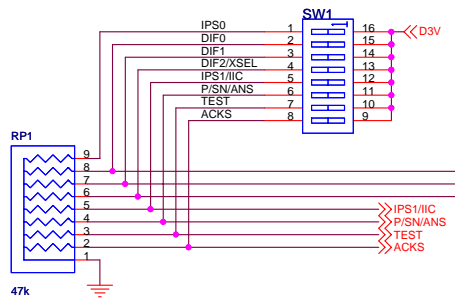 SW1
IPS0 1 16 D3V
DIF0 2 15
DIF1 3 14
DIF2/XSEL 4 13
IPS1/IIC 5 12
P/SN/ANS 6 11
TEST 7 10
ACKS 8 9
RP1
9
8
7
6
5 IPS1/IIC
4 P/SN/ANS
3 TEST
2 ACKS
1
47k